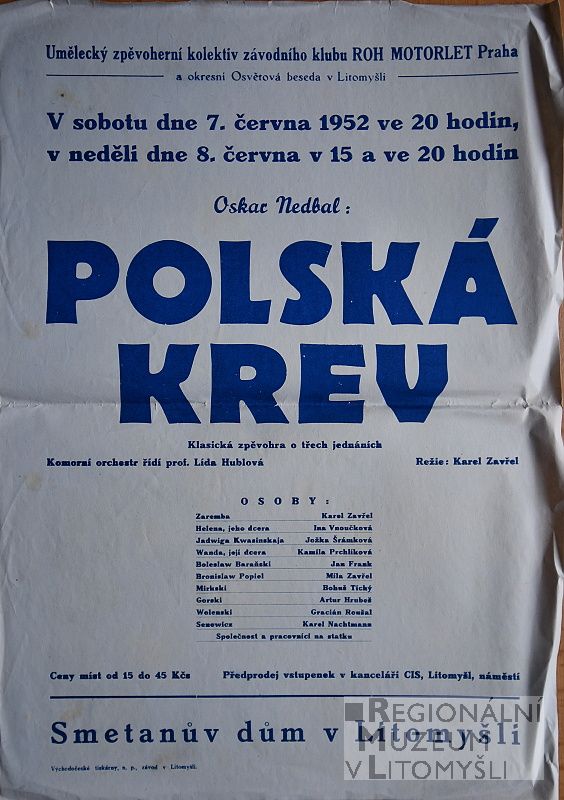 Umělecký zpěvoherní kolektiv závodního klubu ROH MOTORLET Praha
a okresní Osvětová beseda v Litomyšli
V sobotu dne 7. června 1952 ve 20 hodin,
v neděli dne 8. června v 15 a ve 20 hodin
Oskar Nedbal :
POLSKÁ
KREV
Klasická zpěvohra o třech jednáních
Komorní orchestr řídí prof. Lída Hublová Režie: Karel Zavřel
OSOBY:
Zaremba Karel Zavřel
Helena, jeho dcera Ina Vnoučková
Jadwiga Kwasinskaja Jožka Šrámková
Wanda, její dcera Kamila Prchlíková
Boleslaw Baraňski Jan Frank
Bronislaw Popiel Míla Zavřel
Mirhski Bohuš Tichý
Gorski Artur Hrubeš
Wolenski Gracián Roušal
Senowicz Karel Nachtmann
Společnost a pracovníci na statku
Ceny míst od 15 do 45 Kčs Předprodej vstupenek v kanceláři CIS, Litomyšl, náměstí
Smetanův dům v Litomyšli
Východočeské tiskárny, n. p., závod v Litomyšli.
REGIONÁLNÍ
MUZEUM
V LITOMYŠLI